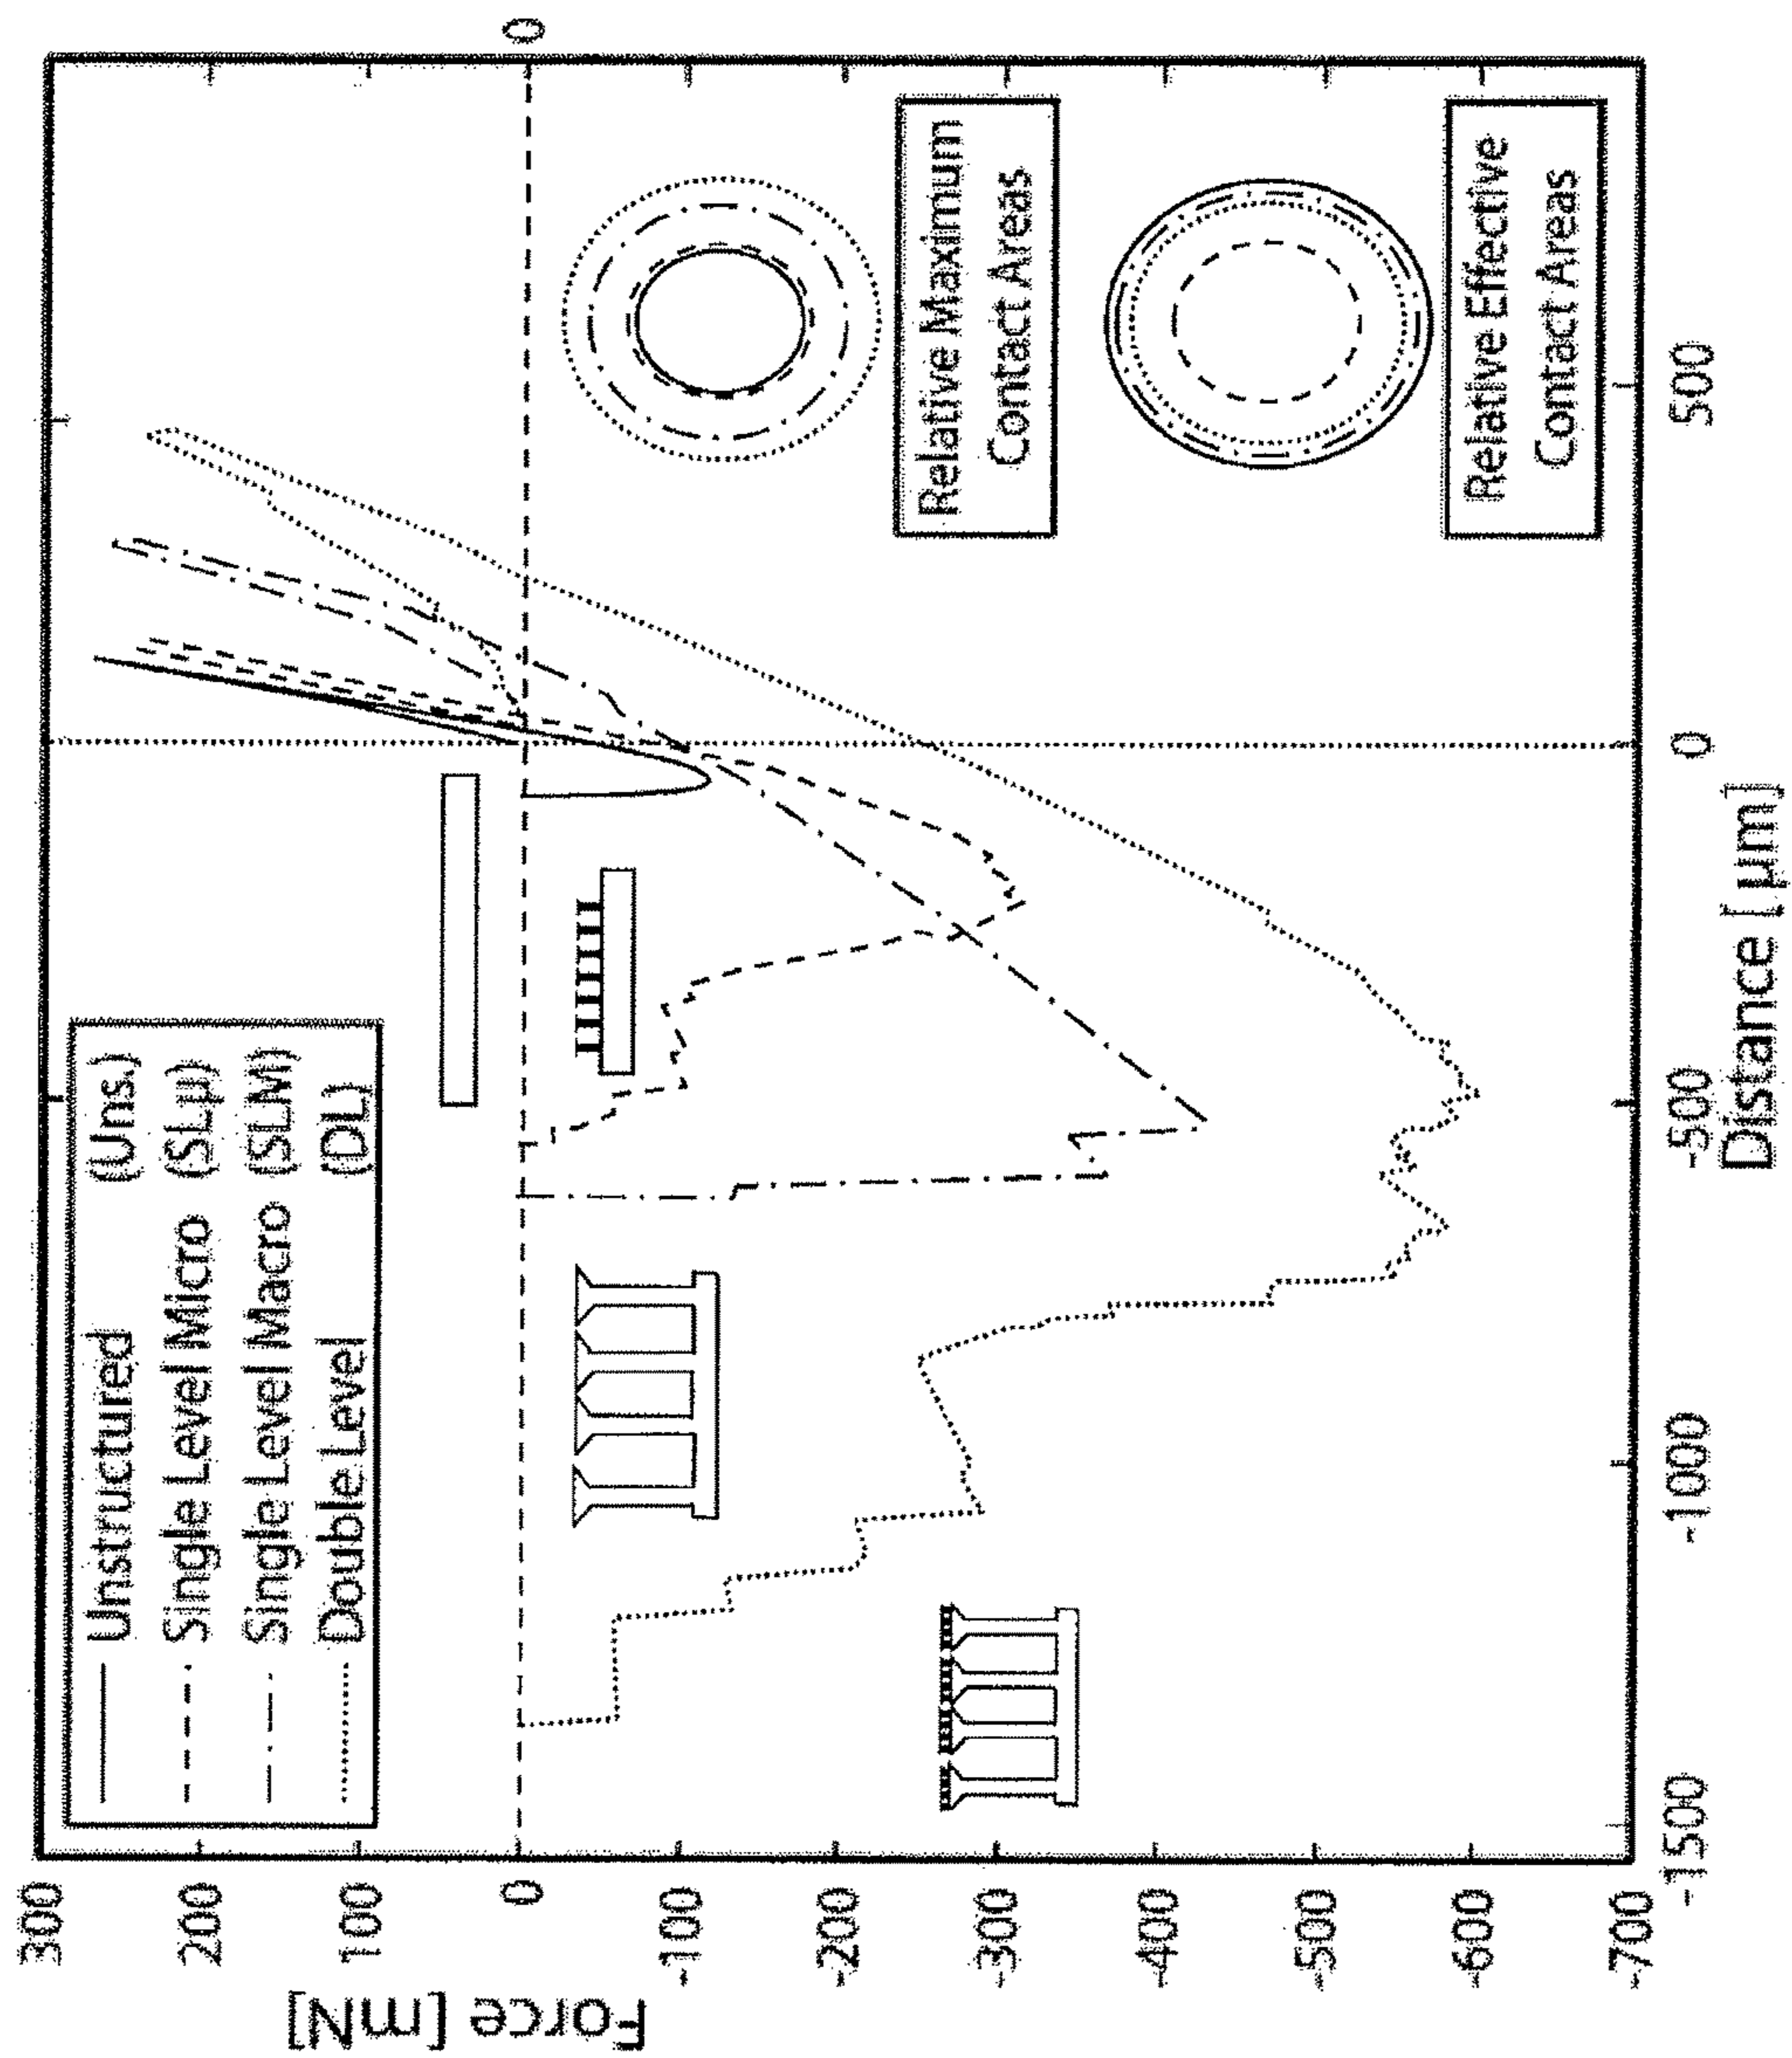 Unstructured (Uns.)
Single Level Micro (SLµ)
Single Level Macro (SLM)
Double Level (DL)
Force [mN]
300
200
100
0
-100
-200
-300
-400
-500
-600
-700
0
Relative Maximum
Contact Areas
Relative Effective
Contact Areas
-1500
-1000
-500
0
500
Distance [µm]